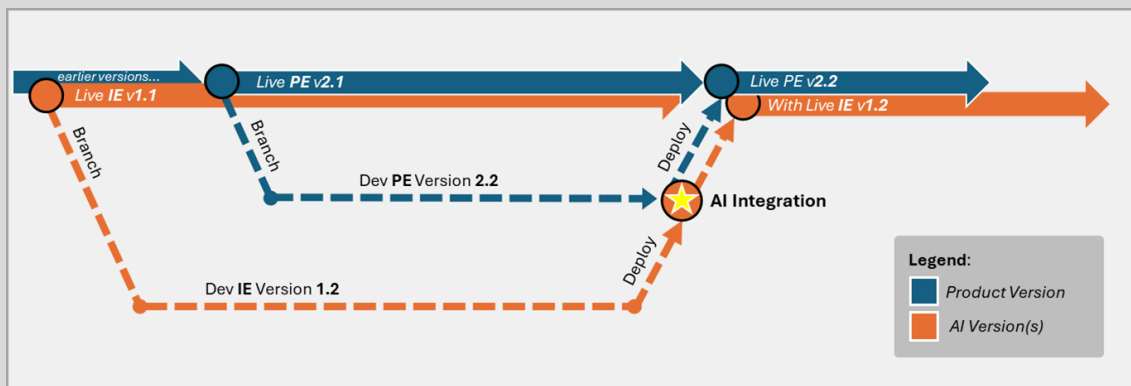 earlier versions...
Live PE v2.1
Live PE v2.2
Live IE v1.1
With Live IE v1.2
Branch
Branch
Deploy
Dev PE Version 2.2
AI Integration
Deploy
Dev IE Version 1.2
Legend:
Product Version
AI Version(s)